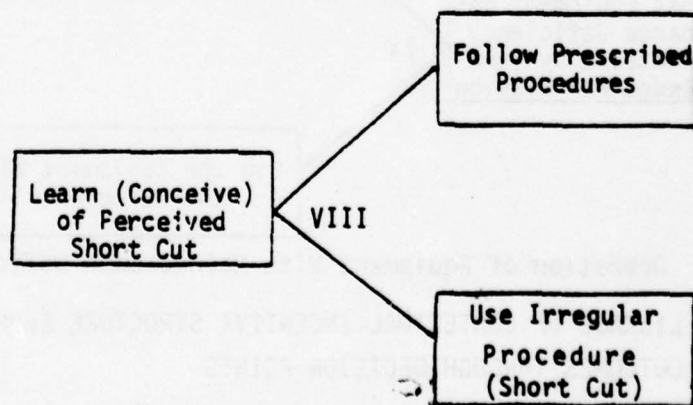 Follow Prescribed
Procedures
Learn (Conceive)
of Ferceived
Short Cut
VIII
Use Irregular
Procedure
(Short Cut)